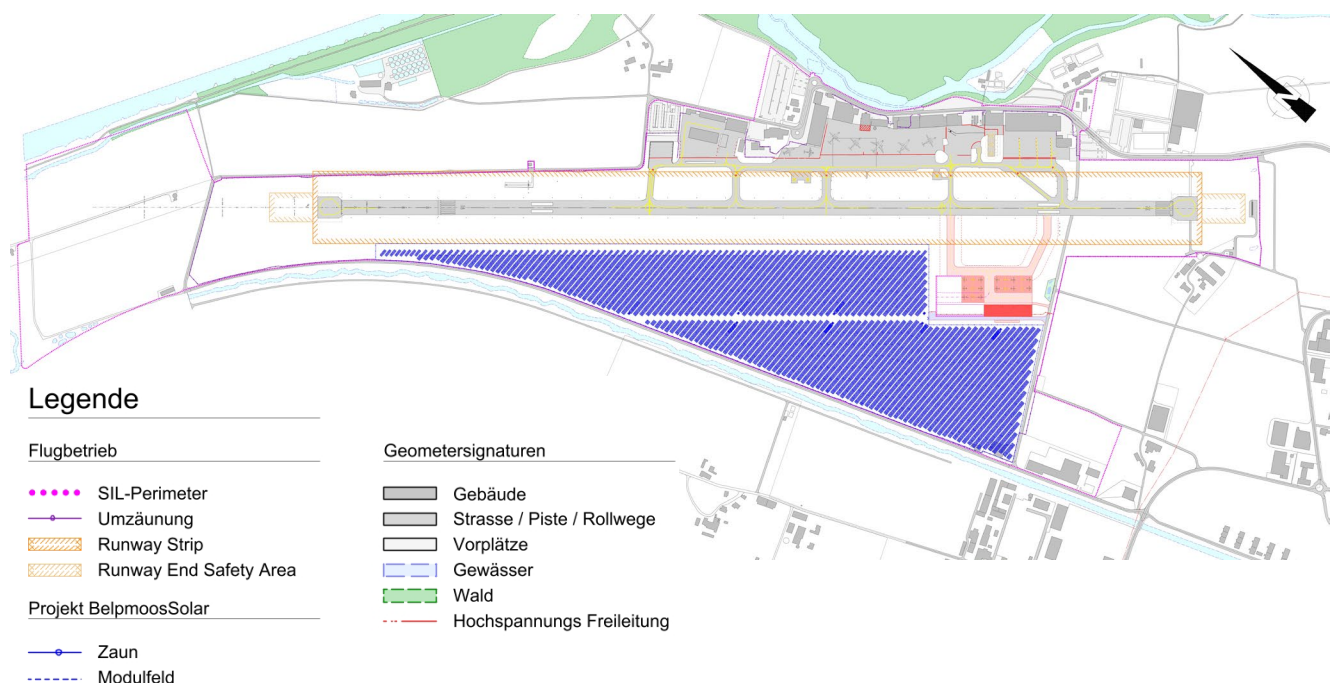 Legende
Flugbetrieb
SIL-Perimeter
Umzäunung
Runway Strip
Runway End Safety Area
Projekt BelpmoosSolar
Zaun
Modulfeld
Geometersignaturen
Gebäude
Strasse / Piste / Rollwege
Vorplätze
Gewässer
Wald
Hochspannungs Freileitung